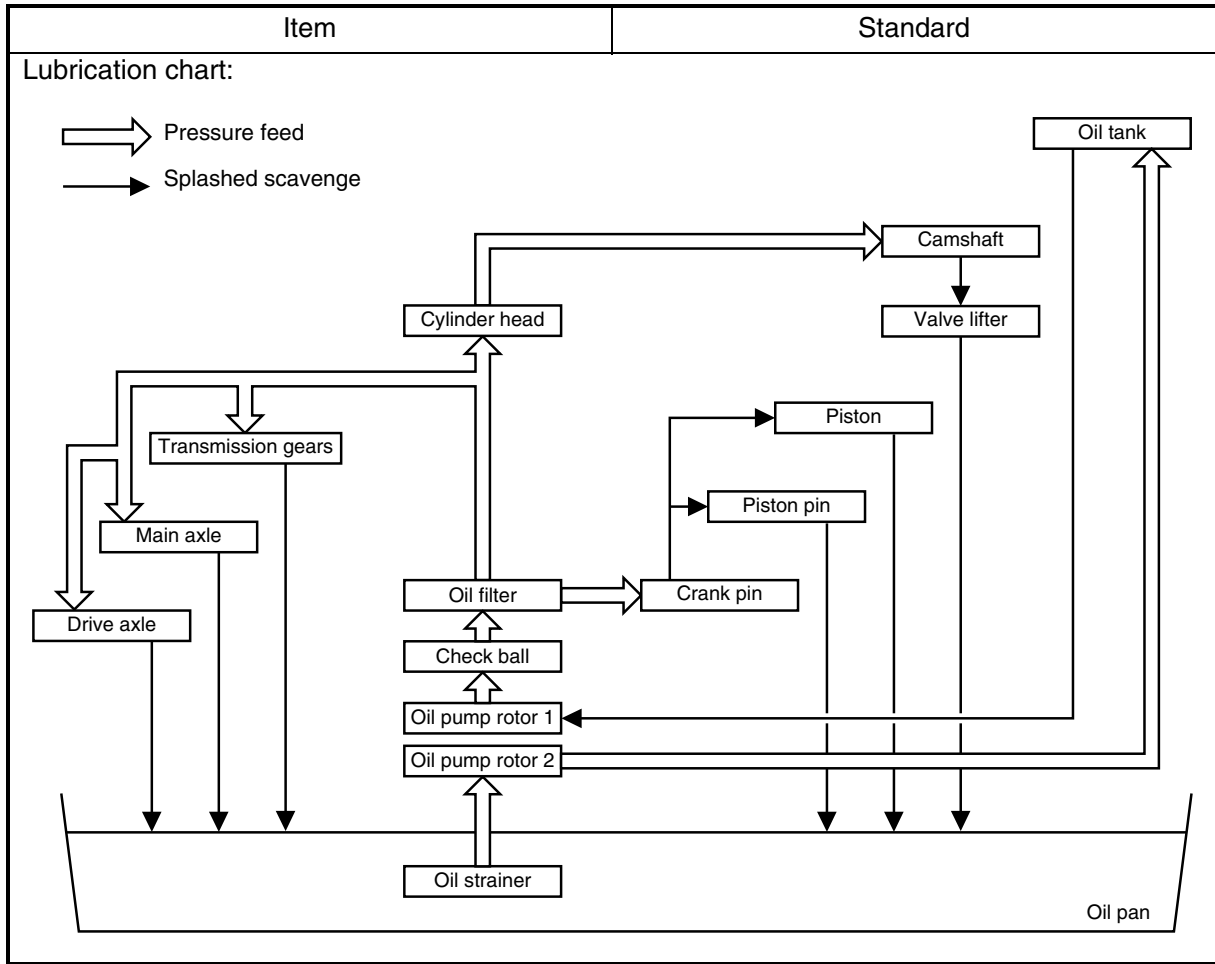 Item
Standard
Lubrication chart:
Pressure feed
Splashed scavenge
Oil tank
Camshaft
Cylinder head
Valve lifter
Piston
Transmission gears
Piston pin
Main axle
Oil filter
Crank pin
Drive axle
Check ball
Oil pump rotor 1
Oil pump rotor 2
Oil strainer
Oil pan